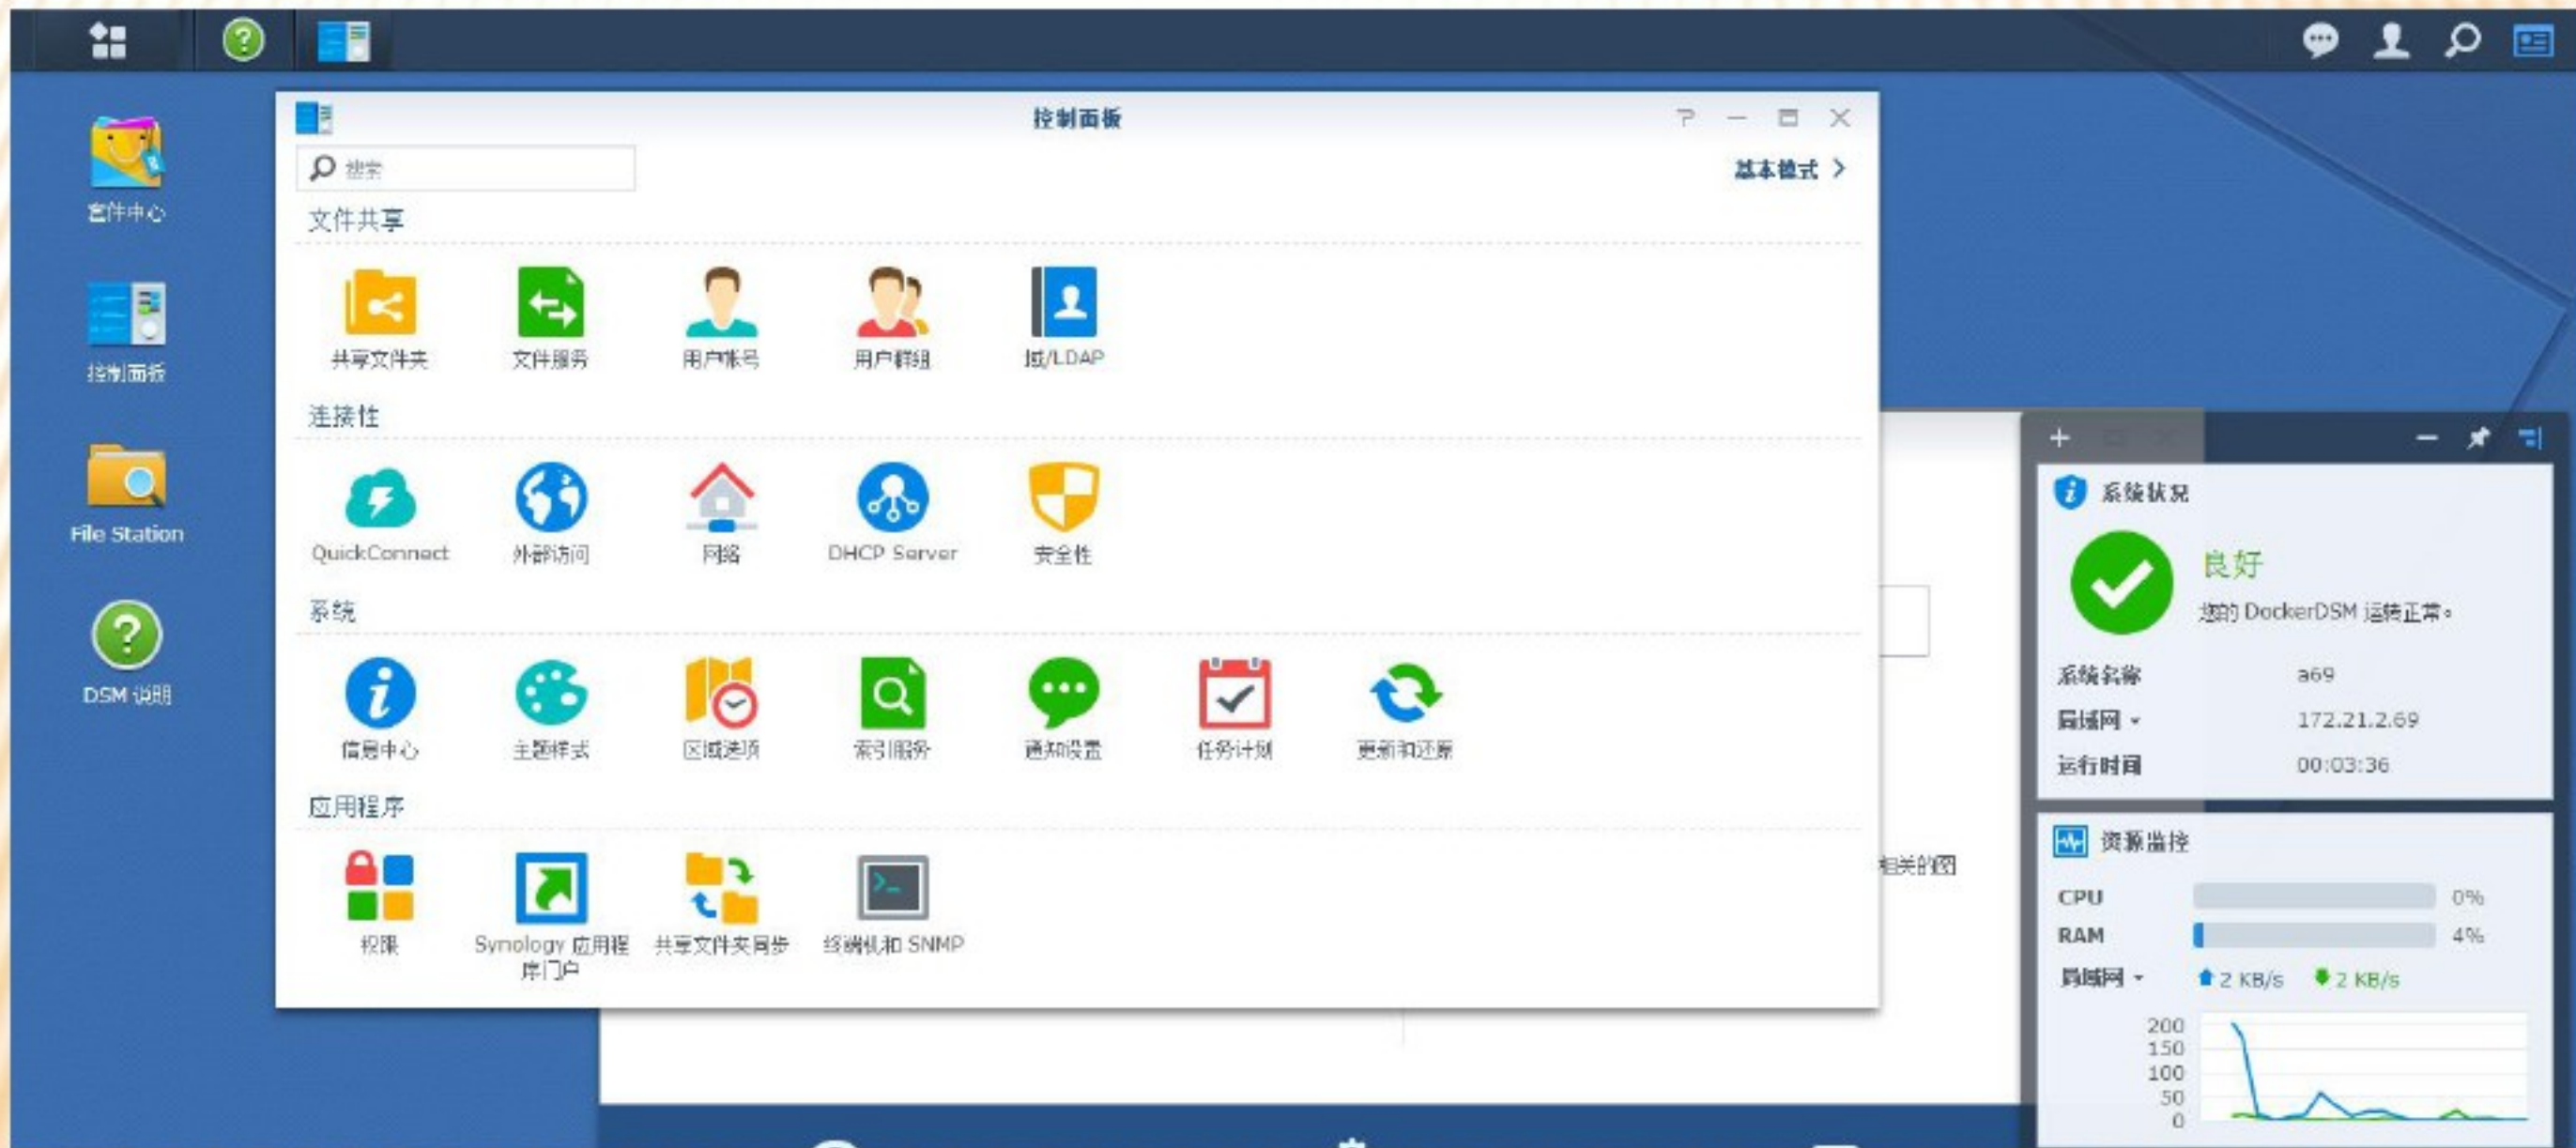 控制面板
搜索
基本模式
套件中心
控制面板
File Station
DSM 说明
文件共享
共享文件夹
文件服务
用户帐号
用户群组
域/LDAP
连接性
QuickConnect
外部访问
网络
DHCP Server
安全性
系统
信息中心
主题样式
区域选项
索引服务
通知设置
任务计划
更新和还原
应用程序
权限
Synology 应用程
序门户
共享文件夹同步
终端机和 SNMP
相关的图
系统状况
良好
您的 DockerDSM 运转正常。
系统名称 a69
局域网 172.21.2.69
运行时间 00:03:36
资源监控
CPU 0%
RAM 4%
局域网 2 KB/s 2 KB/s
200
150
100
50
0